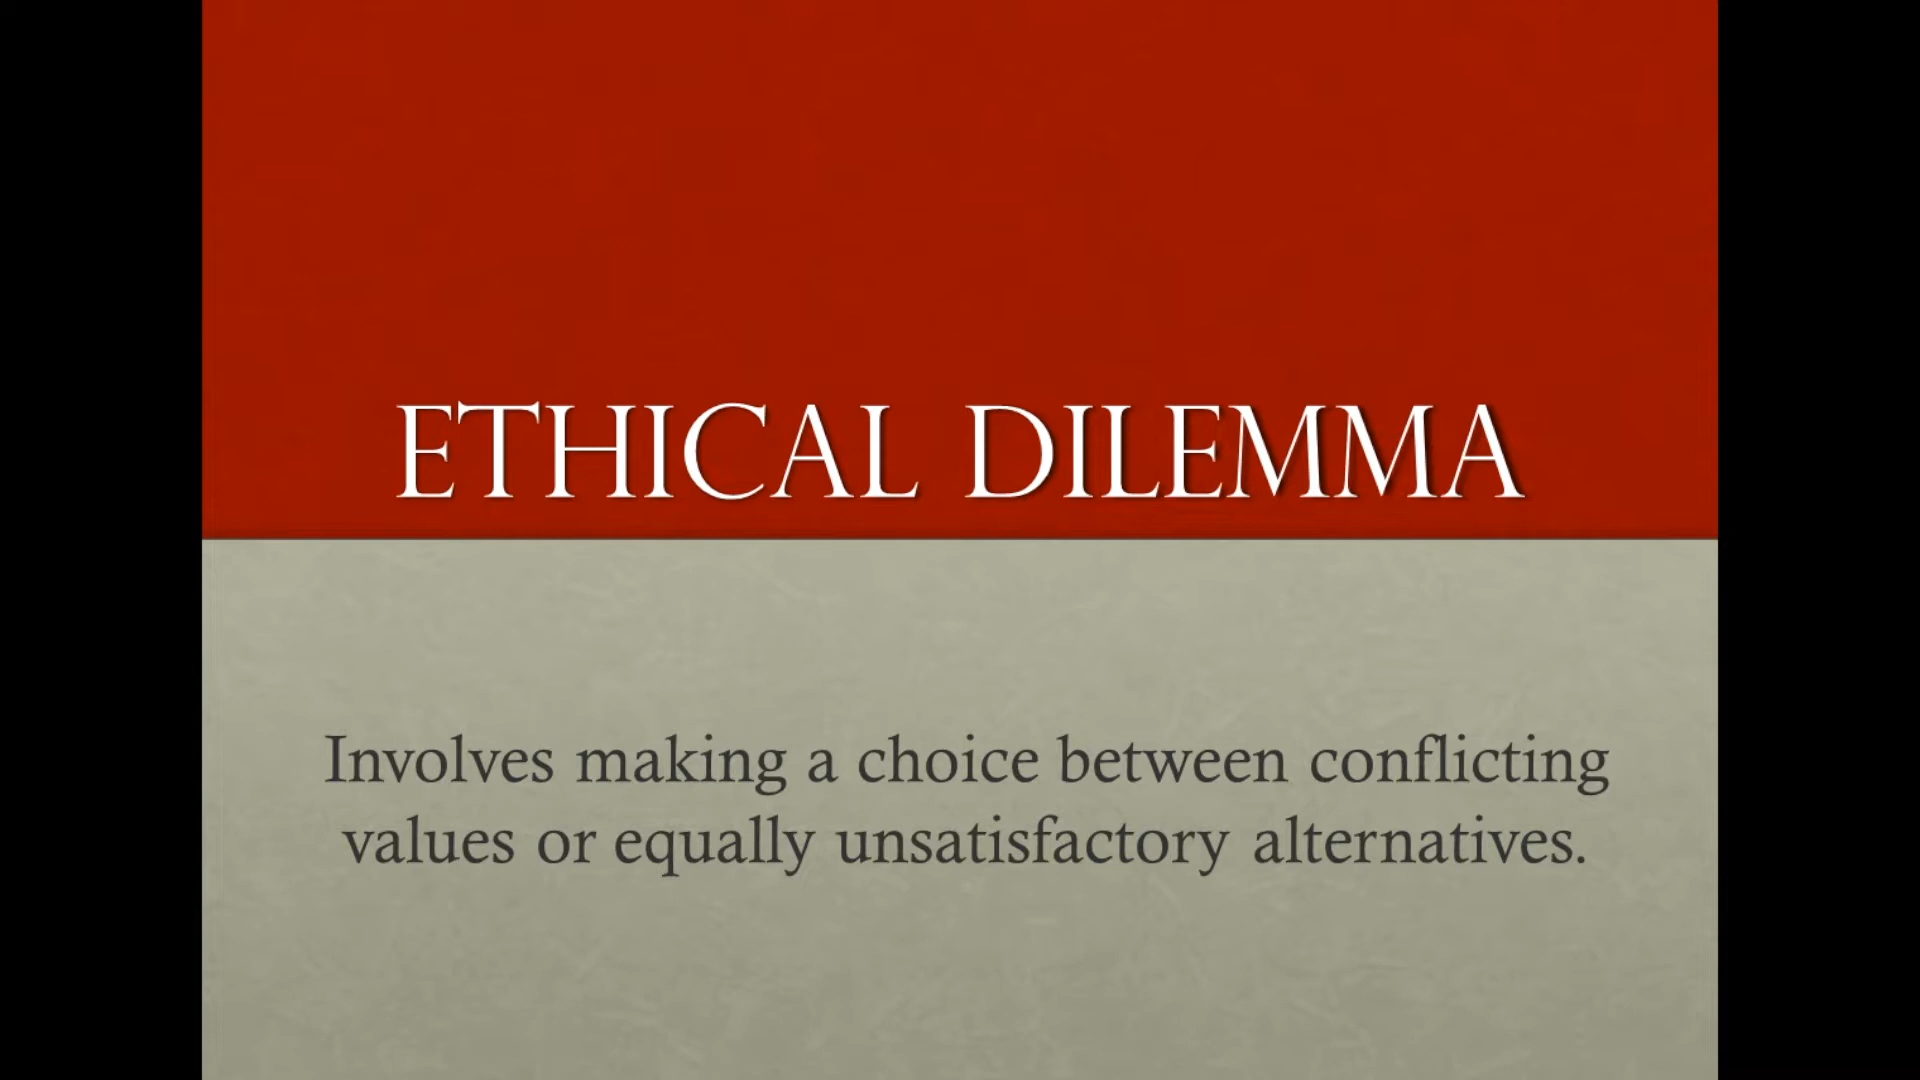 ETHICAL DILEMMA
Involves making a choice between conflicting
values or equally unsatisfactory alternatives.